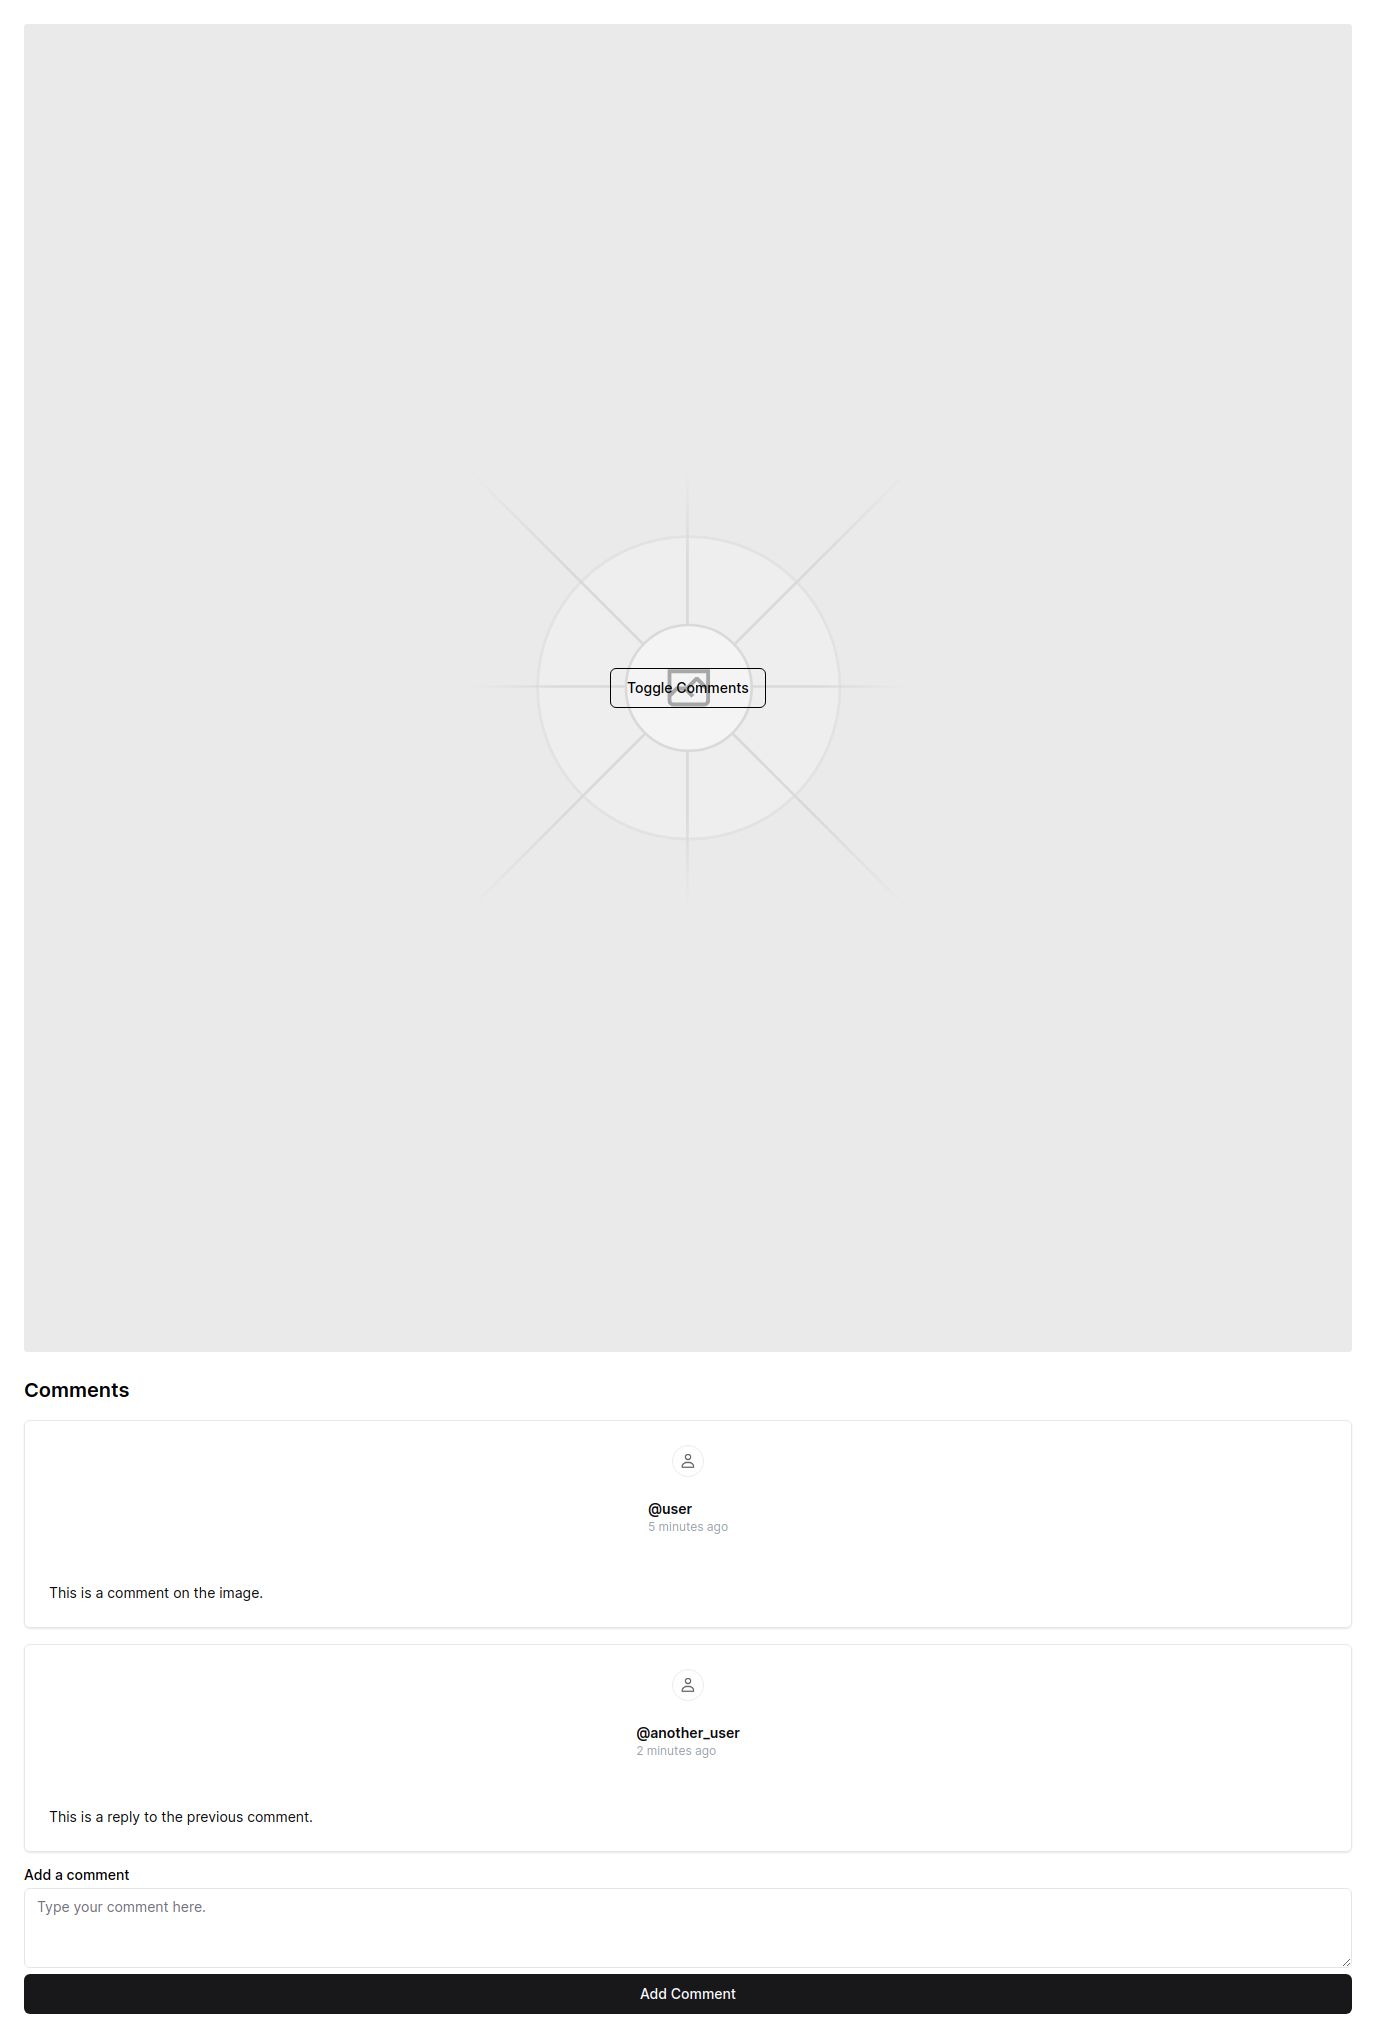 Toggle Comments
Comments
@user
5 minutes ago
This is a comment on the image.
@another_user
2 minutes ago
This is a reply to the previous comment.
Add a comment
Type your comment here.
Add Comment